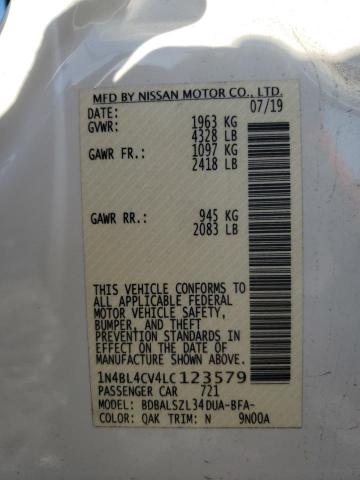 MFD BY NISSAN MOTOR CO., LTD.
DATE: 07/19
GVWR: 1963 KG
4328 LB
GAWR FR.: 1097 KG
2418 LB
GAWR RR.: 945 KG
2083 LB
THIS VEHICLE CONFORMS TO
ALL APPLICABLE FEDERAL
MOTOR VEHICLE SAFETY,
BUMPER, AND THEFT
PREVENTION STANDARDS IN
EFFECT ON THE DATE OF
MANUFACTURE SHOWN ABOVE.
1N4BL4CV4LC123579
PASSENGER CAR 721
MODEL: BDBALSZL34DUA-BFA-
COLOR: QAK TRIM: N 9N00A